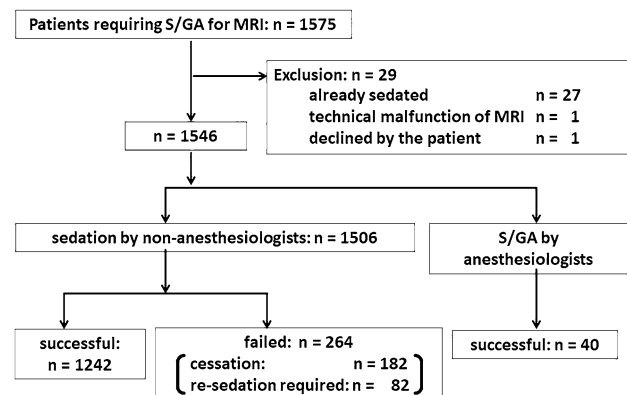 Patients requiring S/GA for MRI: n = 1575
Exclusion: n = 29
already sedated n = 27
technical malfunction of MRI n = 1
declined by the patient n = 1
n = 1546
sedation by non-anesthesiologists: n = 1506
S/GA by
anesthesiologists
successful:
n = 1242
failed: n = 264
cessation: n = 182
re-sedation required: n = 82
successful: n = 40